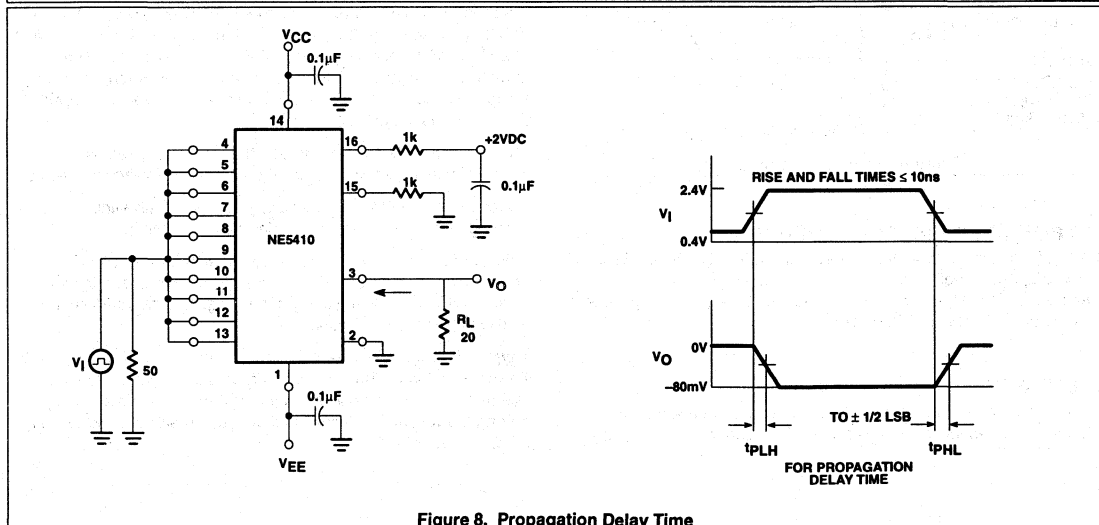 VCC
0.1µF
14
4
5
6
7
8
9
10
11
12
13
NE5410
16
1k
+2VDC
0.1µF
15
1k
3
VO
RL
20
2
VI
50
1
0.1µF
VEE
RISE AND FALL TIMES ≤ 10ns
2.4V
VI
0.4V
0V
VO
–80mV
TO ± 1/2 LSB
tPLH
tPHL
FOR PROPAGATION
DELAY TIME
Figure 8. Propagation Delay Time